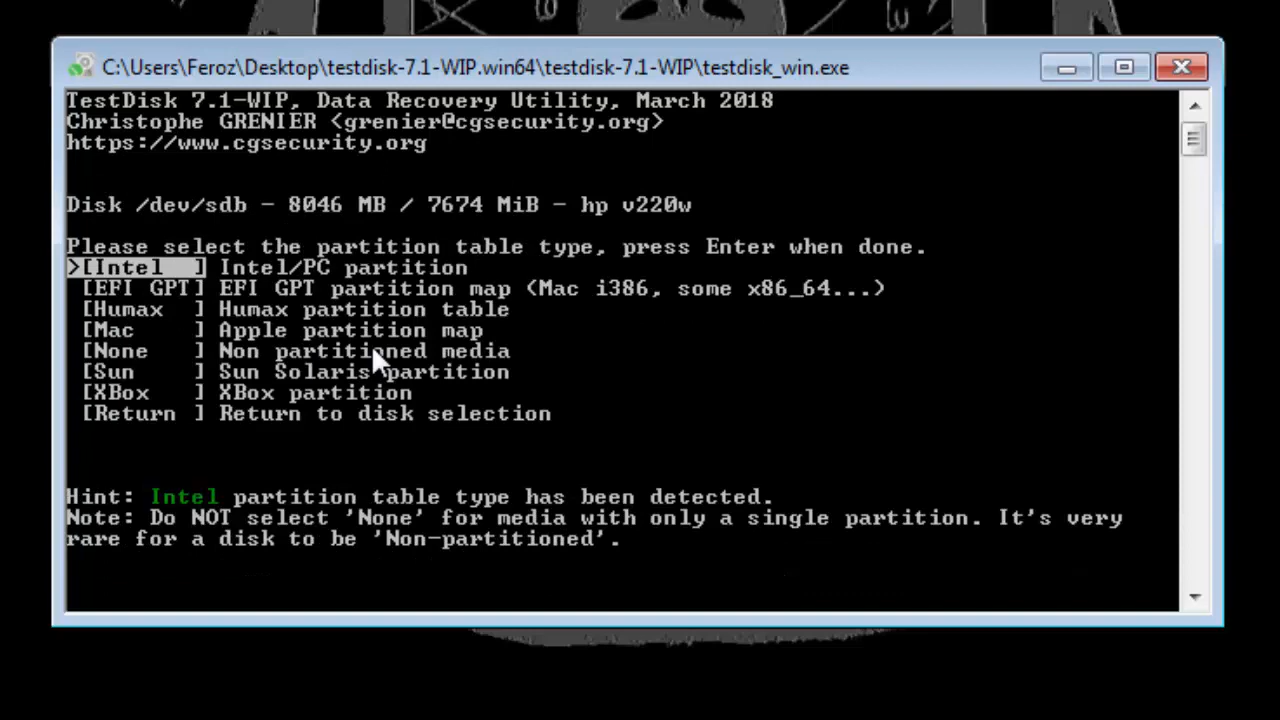 C:\Users\Feroz\Desktop\testdisk-7.1-WIP.win64\testdisk-7.1-WIP\testdisk_win.exe
TestDisk 7.1-WIP, Data Recovery Utility, March 2018
Christophe GRENIER <grenier@cgsecurity.org>
https://www.cgsecurity.org
Disk /dev/sdb - 8046 MB / 7674 MiB - hp v220w
Please select the partition table type, press Enter when done.
>[Intel  ] Intel/PC partition
[EFI GPT] EFI GPT partition map (Mac i386, some x86_64...)
[Humax  ] Humax partition table
[Mac    ] Apple partition map
[None   ] Non partitioned media
[Sun    ] Sun Solaris partition
[XBox   ] XBox partition
[Return ] Return to disk selection
Hint: Intel partition table type has been detected.
Note: Do NOT select 'None' for media with only a single partition. It's very
rare for a disk to be 'Non-partitioned'.